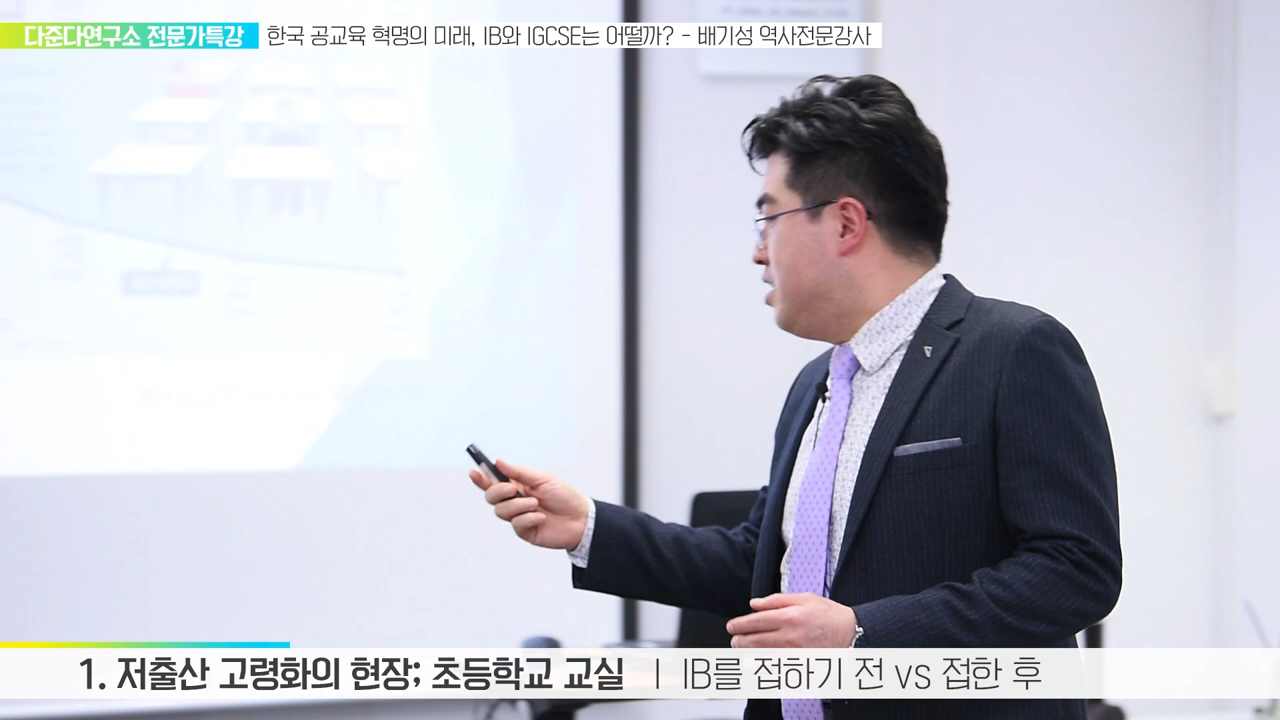 다준다연구소 전문가특강 한국 공교육 혁명의 미래, IB와 IGCSE는 어떨까? - 배기성 역사전문강사
1. 저출산 고령화의 현장; 초등학교 교실 | IB를 접하기 전 vs 접한 후